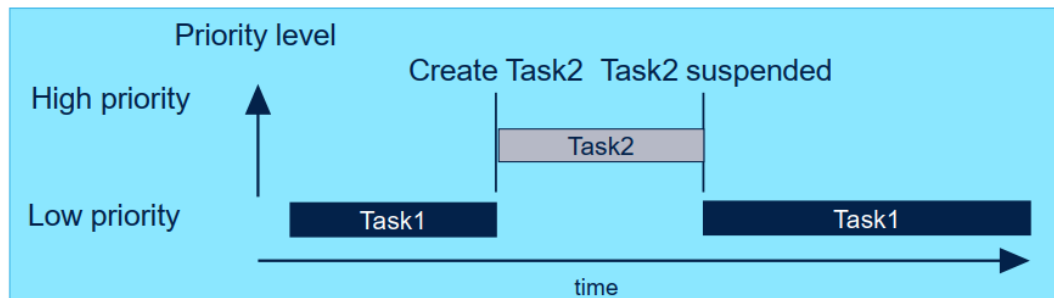 Priority level
Create Task2 Task2 suspended
High priority
Task2
Low priority
Task1
Task1
time